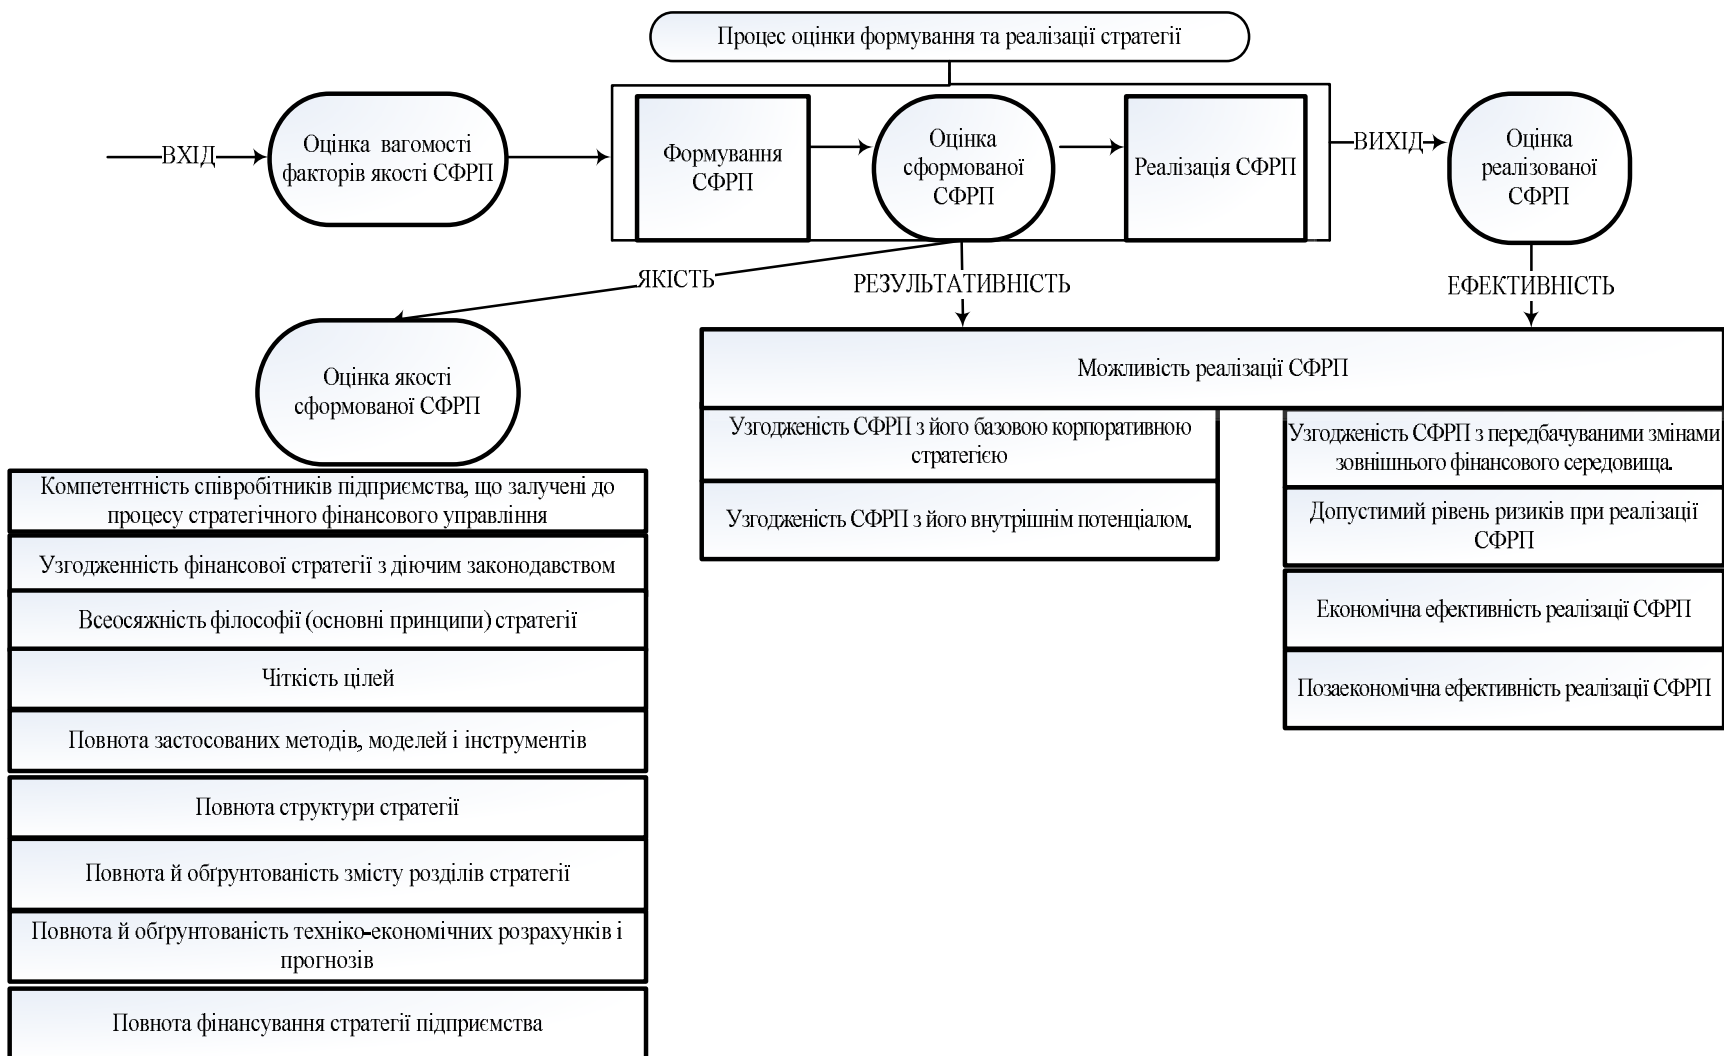 Процес оцінки формування та реалізації стратегії
ВХІД
Оцінка вагомості
факторів якості СФРП
Формування
СФРП
Оцінка
сформованої
СФРП
Реалізація СФРП
ВИХІД
Оцінка
реалізованої
СФРП
ЯКІСТЬ
РЕЗУЛЬТАТИВНІСТЬ
ЕФЕКТИВНІСТЬ
Оцінка якості
сформованої СФРП
Компетентність співробітників підприємства, що залучені до
процесу стратегічного фінансового управління
Узгодженність фінансової стратегії з діючим законодавством
Всеосяжність філософії (основні принципи) стратегії
Чіткість цілей
Повнота застосованих методів, моделей і інструментів
Повнота структури стратегії
Повнота й обґрунтованість змісту розділів стратегії
Повнота й обґрунтованість техніко-економічних розрахунків і
прогнозів
Повнота фінансування стратегії підприємства
Можливість реалізації СФРП
Узгодженість СФРП з його базовою корпоративною
стратегією
Узгодженість СФРП з його внутрішнім потенціалом.
Узгодженість СФРП з передбачуваними змінами
зовнішнього фінансового середовища.
Допустимий рівень ризиків при реалізації
СФРП
Економічна ефективність реалізації СФРП
Позаекономічна ефективність реалізації СФРП